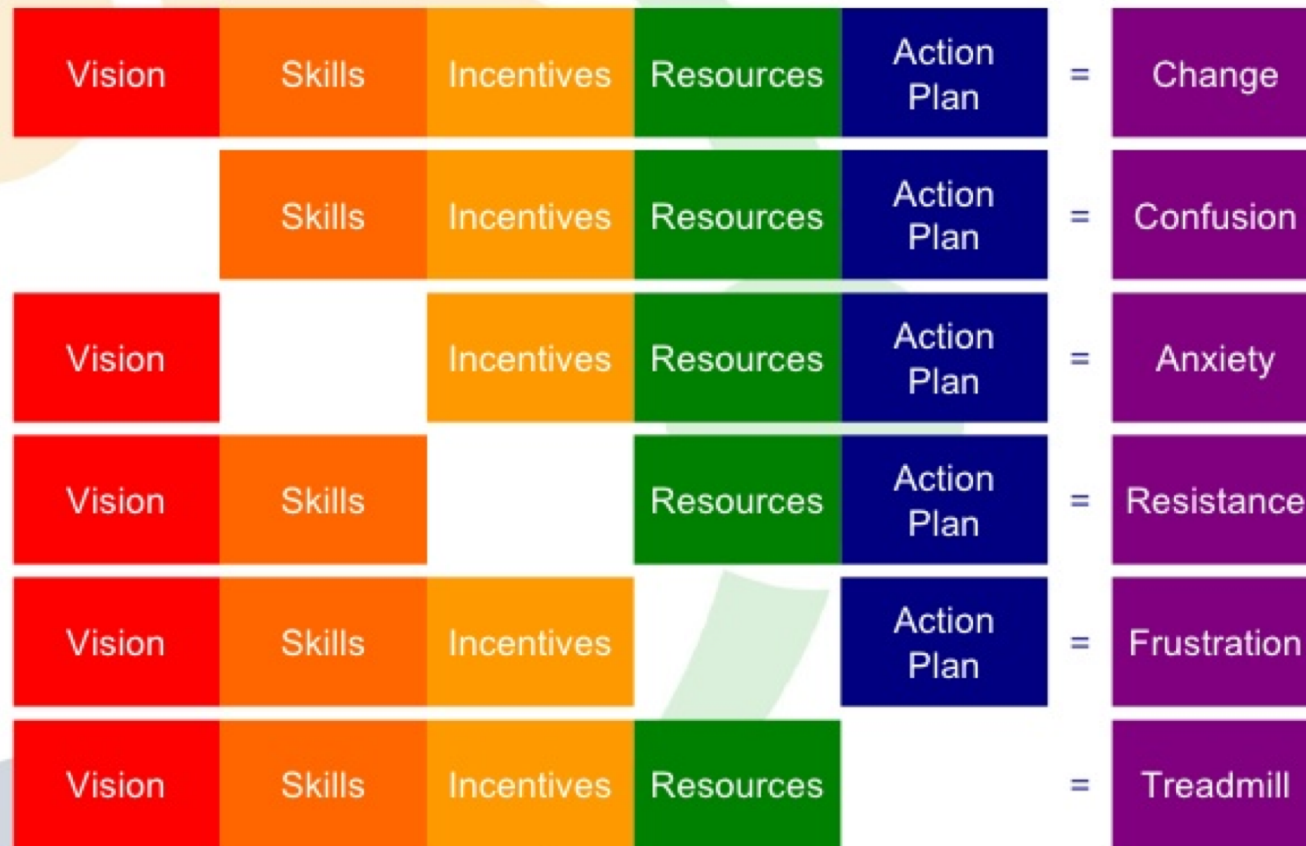 Vision Skills Incentives Resources Action Plan = Change
Skills Incentives Resources Action Plan = Confusion
Vision Incentives Resources Action Plan = Anxiety
Vision Skills Resources Action Plan = Resistance
Vision Skills Incentives Action Plan = Frustration
Vision Skills Incentives Resources = Treadmill